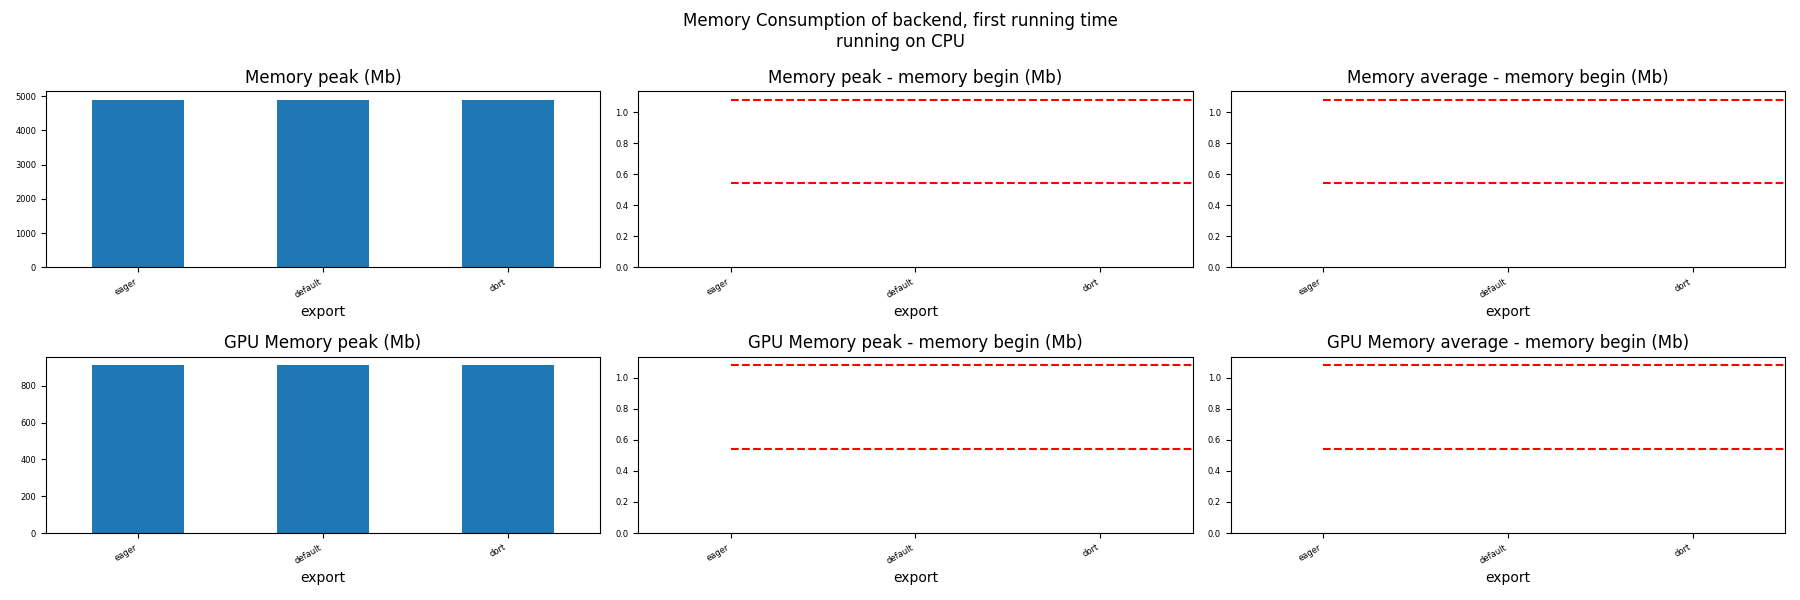 Memory Consumption of backend, first running time
running on CPU
Memory peak (Mb)
5000
4000
3000
2000
1000
0
eager
default
dort
export
Memory peak - memory begin (Mb)
1.0
0.8
0.6
0.4
0.2
0.0
eager
default
dort
export
Memory average - memory begin (Mb)
1.0
0.8
0.6
0.4
0.2
0.0
eager
default
dort
export
GPU Memory peak (Mb)
800
600
400
200
0
eager
default
dort
export
GPU Memory peak - memory begin (Mb)
1.0
0.8
0.6
0.4
0.2
0.0
eager
default
dort
export
GPU Memory average - memory begin (Mb)
1.0
0.8
0.6
0.4
0.2
0.0
eager
default
dort
export